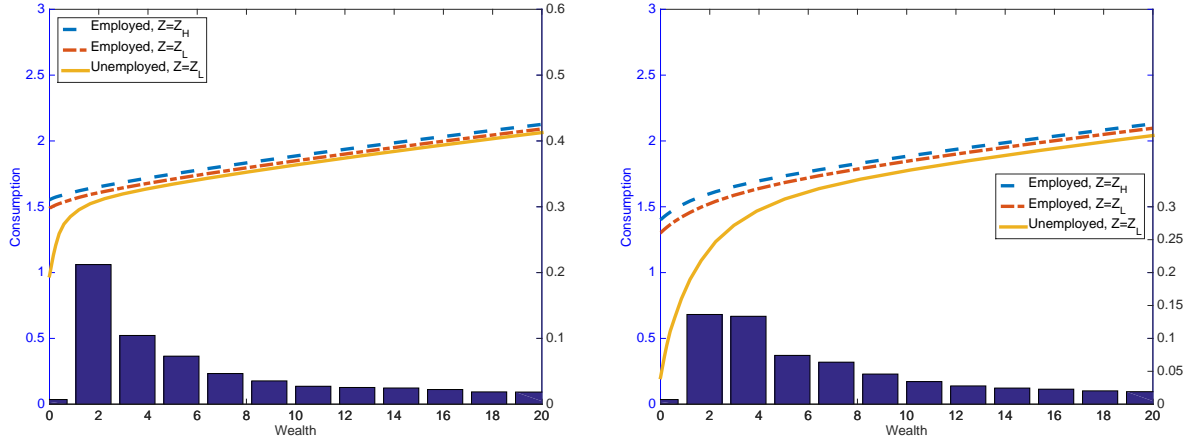 3
2.5
2
1.5
1
0.5
0
Consumption
Employed, Z=Z_H
Employed, Z=Z_L
Unemployed, Z=Z_L
0.6
0.5
0.4
0.3
0.2
0.1
0
0 2 4 6 8 10 12 14 16 18 20
Wealth
3
2.5
2
1.5
1
0.5
0
Consumption
Employed, Z=Z_H
Employed, Z=Z_L
Unemployed, Z=Z_L
0.3
0.25
0.2
0.15
0.1
0.05
0
0 2 4 6 8 10 12 14 16 18 20
Wealth